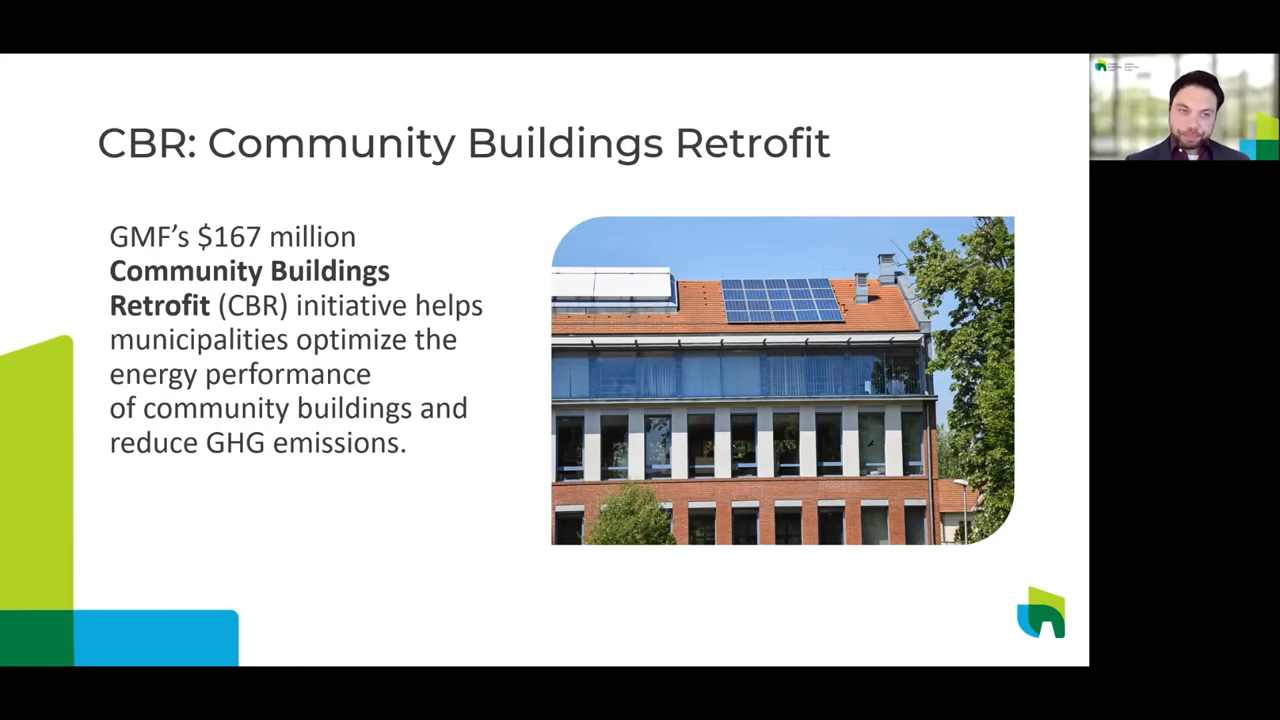 CBR: Community Buildings Retrofit
GMF’s $167 million
Community Buildings
Retrofit (CBR) initiative helps
municipalities optimize the
energy performance
of community buildings and
reduce GHG emissions.